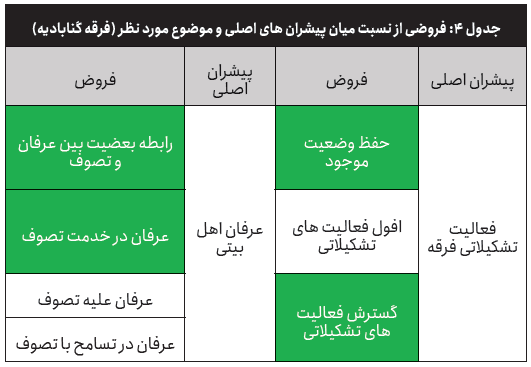 جدول ۴: فروضی از نسبت میان پیشران های اصلی و موضوع مورد نظر (فرقه گنابادیه)
پیشران اصلی
فروض
پیشران
اصلی
فروض
فعالیت
تشکیلاتی فرقه
حفظ وضعیت
موجود
افول فعالیت های
تشکیلاتی
گسترش فعالیت
های تشکیلاتی
عرفان اهل
بیتی
رابطه بعضیت بین عرفان
و تصوف
عرفان در خدمت تصوف
عرفان علیه تصوف
عرفان در تسامح با تصوف